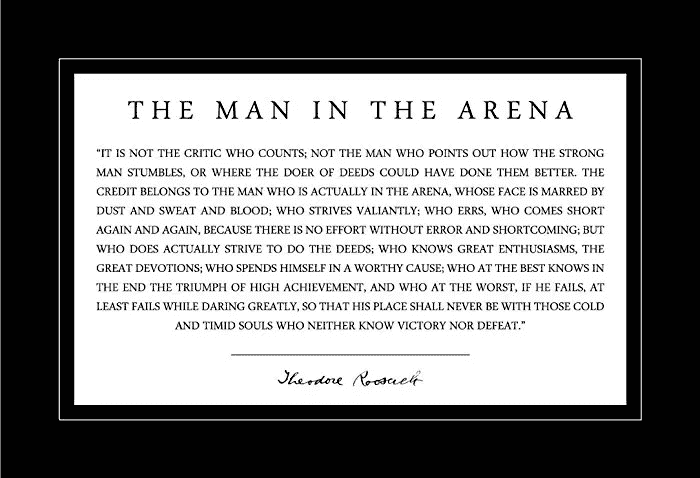 THE MAN IN THE ARENA
"IT IS NOT THE CRITIC WHO COUNTS; NOT THE MAN WHO POINTS OUT HOW THE STRONG
MAN STUMBLES, OR WHERE THE DOER OF DEEDS COULD HAVE DONE THEM BETTER. THE
CREDIT BELONGS TO THE MAN WHO IS ACTUALLY IN THE ARENA, WHOSE FACE IS MARRED BY
DUST AND SWEAT AND BLOOD; WHO STRIVES VALIANTLY; WHO ERRS, WHO COMES SHORT
AGAIN AND AGAIN, BECAUSE THERE IS NO EFFORT WITHOUT ERROR AND SHORTCOMING; BUT
WHO DOES ACTUALLY STRIVE TO DO THE DEEDS; WHO KNOWS GREAT ENTHUSIASMS, THE
GREAT DEVOTIONS; WHO SPENDS HIMSELF IN A WORTHY CAUSE; WHO AT THE BEST KNOWS IN
THE END THE TRIUMPH OF HIGH ACHIEVEMENT, AND WHO AT THE WORST, IF HE FAILS, AT
LEAST FAILS WHILE DARING GREATLY, SO THAT HIS PLACE SHALL NEVER BE WITH THOSE COLD
AND TIMID SOULS WHO NEITHER KNOW VICTORY NOR DEFEAT."
Theodore Roosevelt